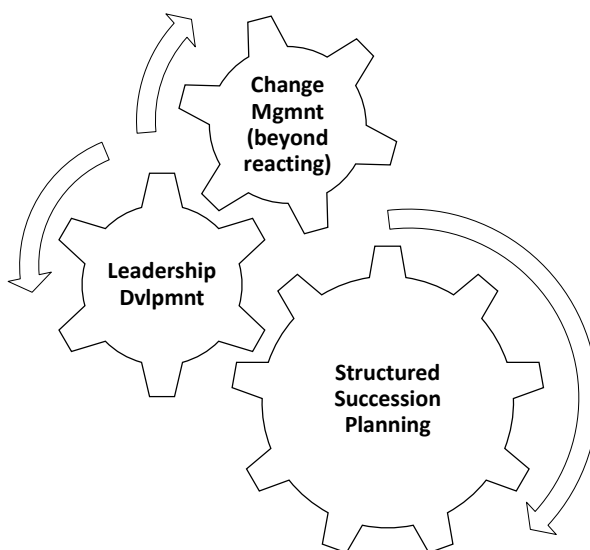 Change
Mgmnt
(beyond
reacting)
Leadership
Dvlpmnt
Structured
Succession
Planning